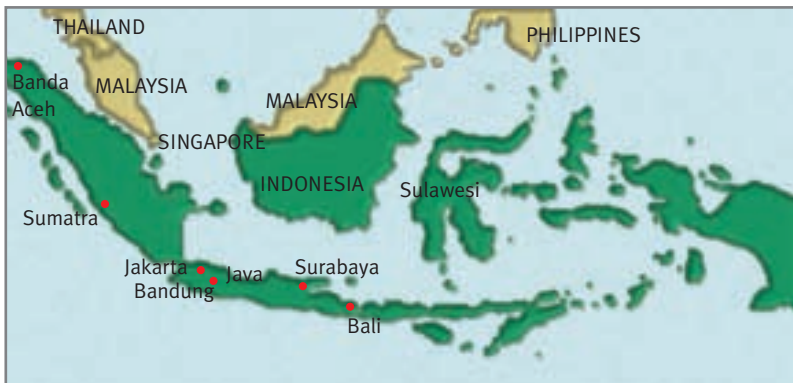 THAILAND
PHILIPPINES
Banda
Aceh
MALAYSIA
MALAYSIA
SINGAPORE
INDONESIA
Sulawesi
Sumatra
Jakarta
Java
Surabaya
Bandung
Bali